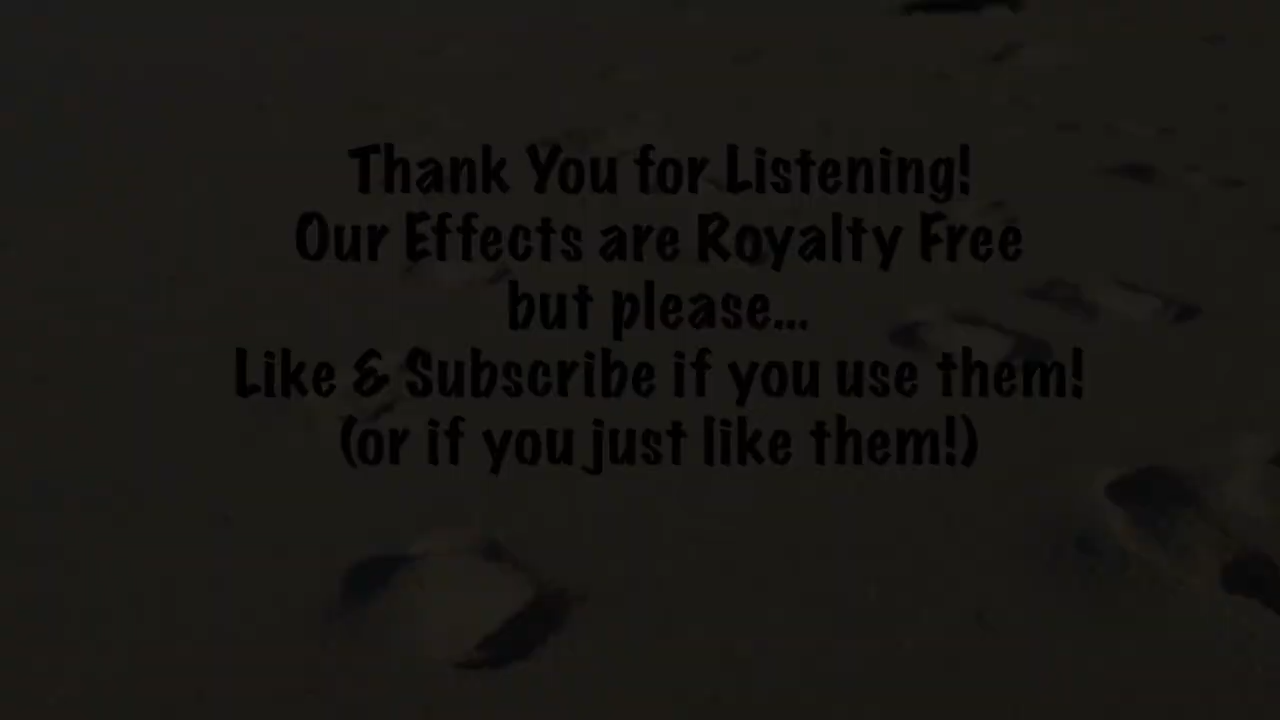 Thank You for Listening!
Our Effects are Royalty Free
but please...
Like & Subscribe if you use them!
(or if you just like them!)